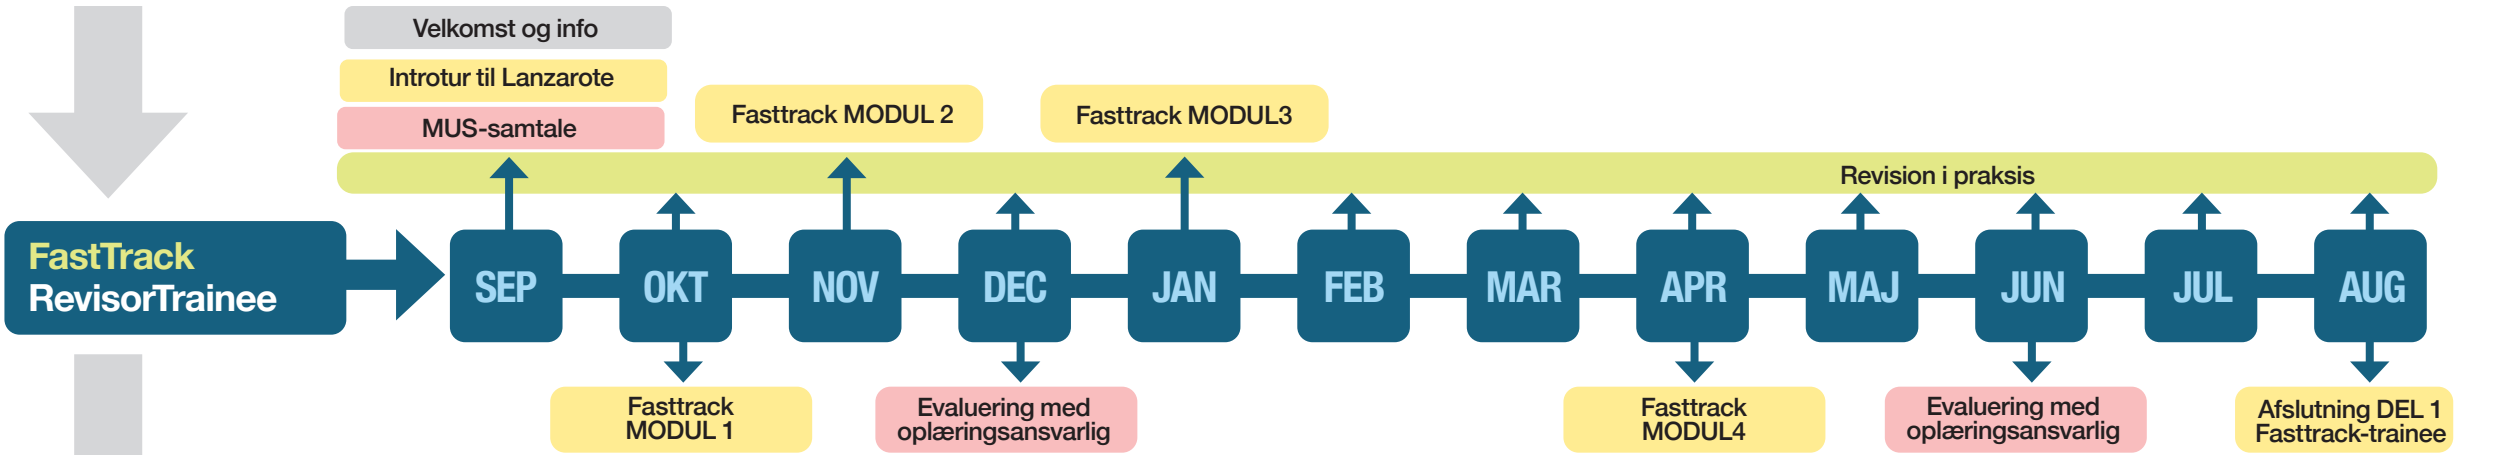 Velkomst og info
Introtur til Lanzarote
MUS-samtale
Fasttrack MODUL 2
Fasttrack MODUL3
Revision i praksis
FastTrack
RevisorTrainee
SEP
OKT
NOV
DEC
JAN
FEB
MAR
APR
MAJ
JUN
JUL
AUG
Fasttrack
MODUL 1
Evaluering med
oplæringsansvarlig
Fasttrack
MODUL4
Evaluering med
oplæringsansvarlig
Afslutning DEL 1
Fasttrack-trainee